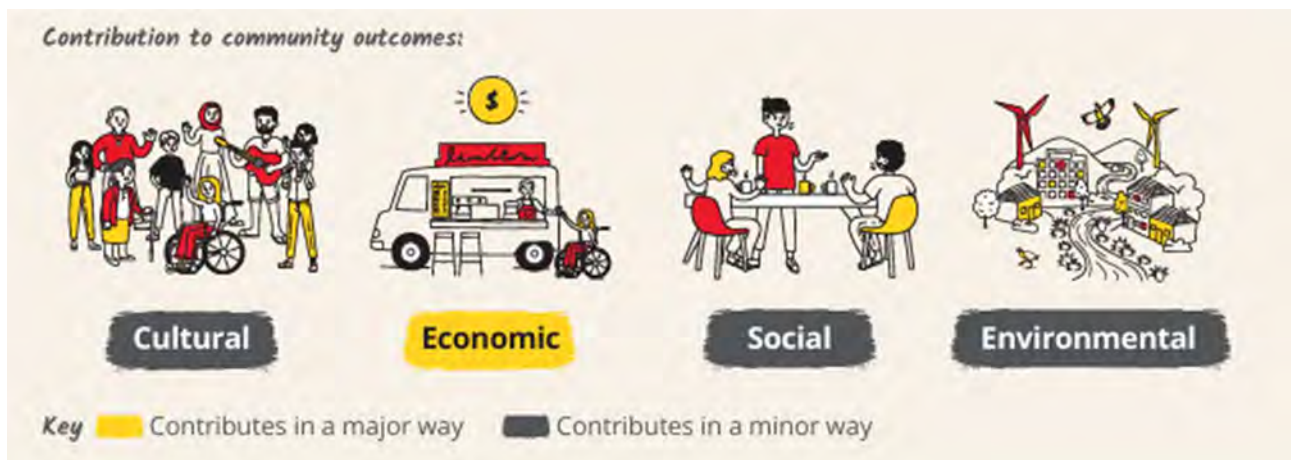 Contribution to community outcomes:
$
Cultural
Economic
Social
Environmental
Key Contributes in a major way Contributes in a minor way